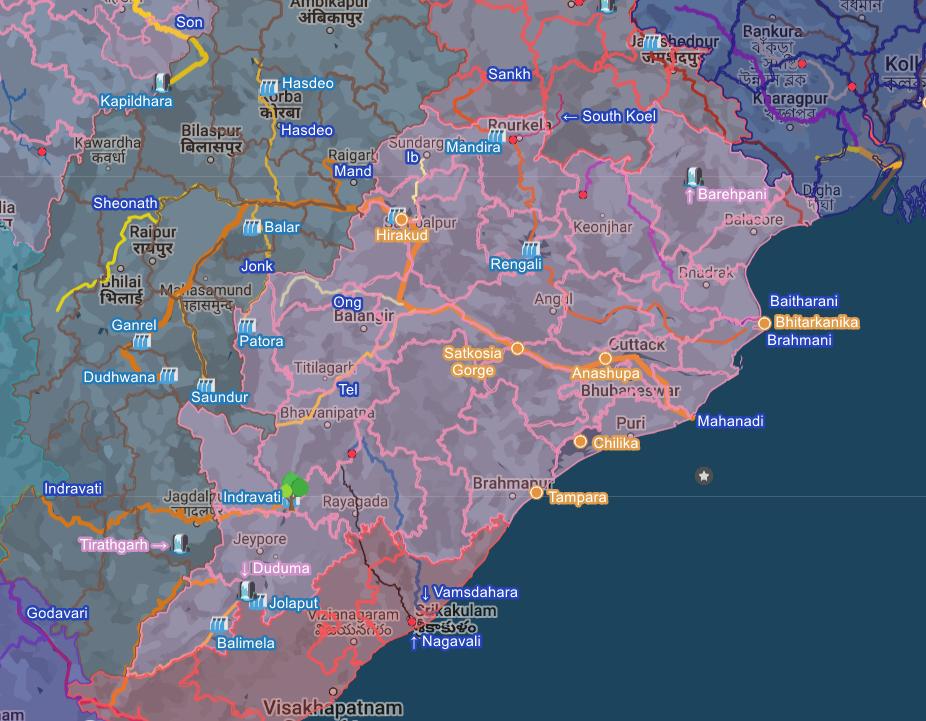 Ambikapur
अंबिकापुर
Son
Bankura
বাঁকুড়া
Jamshedpur
जमशेदपुर
Kolk
Sankh
Hasdeo
Korba
कोरबा
Kapildhara
Kharagpur
খড়গপুর
← South Koel
Rourkela
Hasdeo
Bilaspur
बिलासपुर
Kawardha
कवर्धा
Sundargarh
Mandira
Ib
Raigarh
Mand
Digha
দীঘা
↑ Barehpani
Sheonath
Balasore
Sambalpur
Hirakud
Keonjhar
Balar
Raipur
रायपुर
Rengali
Jonk
Bhadrak
Bhilai
भिलाई
Mahasamund
महासमुन्द
Ong
Balangir
Angul
Baitharani
Bhitarkanika
Brahmani
Ganrel
Patora
Cuttack
Satkosia
Gorge
Titilagarh
Anashupa
Dudhwana
Saundur
Tel
Bhubaneswar
Bhawanipatna
Puri
Mahanadi
Chilika
Indravati
Jagdalpur
जगदलपुर
Indravati
Rayagada
Brahmapur
Tampara
Tirathgarh →
Jeypore
↓ Duduma
Jolaput
↓ Vamsdahara
Godavari
Vizianagaram
విజయనగరం
Srikakulam
శ్రీకాకుళం
Balimela
↑ Nagavali
Visakhapatnam